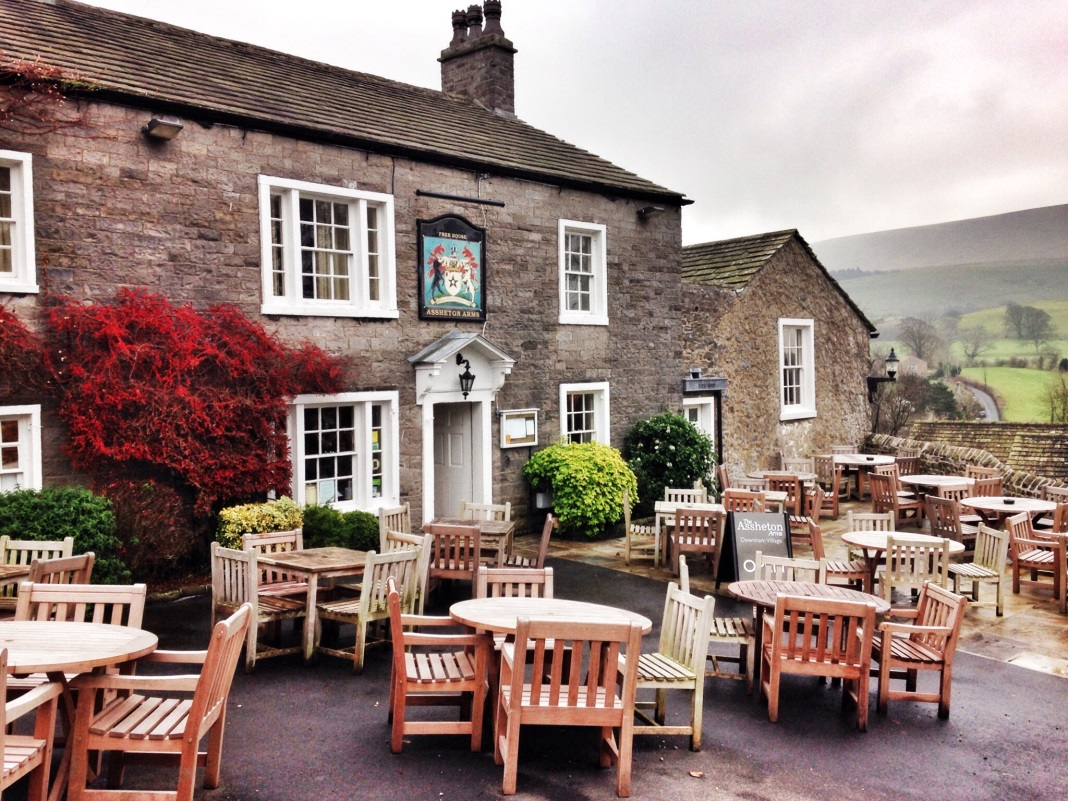 FREE HOUSE
ASSHETON ARMS
The
Assheton
Arms
Downham Village